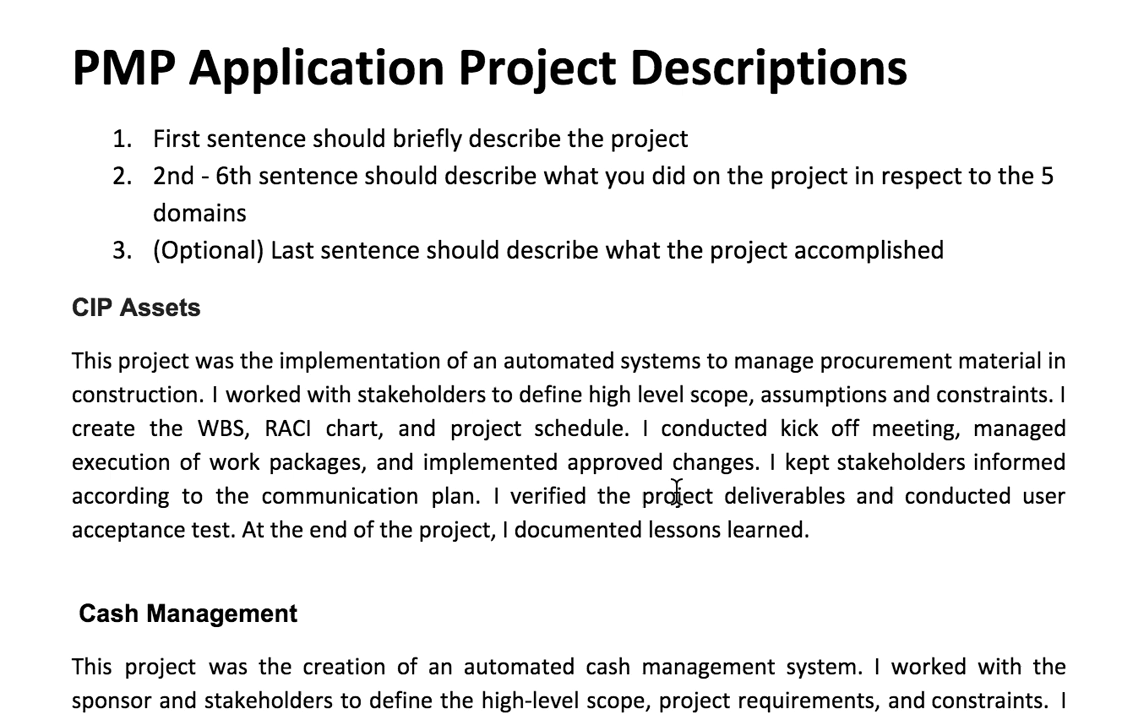 PMP Application Project Descriptions
1. First sentence should briefly describe the project
2. 2nd - 6th sentence should describe what you did on the project in respect to the 5
domains
3. (Optional) Last sentence should describe what the project accomplished
CIP Assets
This project was the implementation of an automated systems to manage procurement material in
construction. I worked with stakeholders to define high level scope, assumptions and constraints. I
create the WBS, RACI chart, and project schedule. I conducted kick off meeting, managed
execution of work packages, and implemented approved changes. I kept stakeholders informed
according to the communication plan. I verified the project deliverables and conducted user
acceptance test. At the end of the project, I documented lessons learned.
Cash Management
This project was the creation of an automated cash management system. I worked with the
sponsor and stakeholders to define the high-level scope, project requirements, and constraints. I